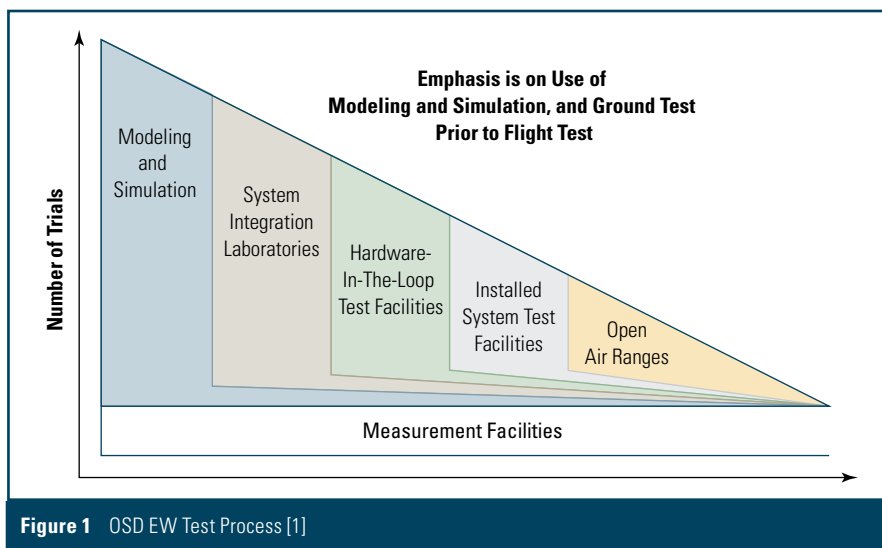 Emphasis is on Use of
Modeling and Simulation, and Ground Test
Prior to Flight Test
Number of Trials
Modeling
and
Simulation
System
Integration
Laboratories
Hardware-
In-The-Loop
Test Facilities
Installed
System Test
Facilities
Open
Air Ranges
Measurement Facilities
Figure 1 OSD EW Test Process [1]